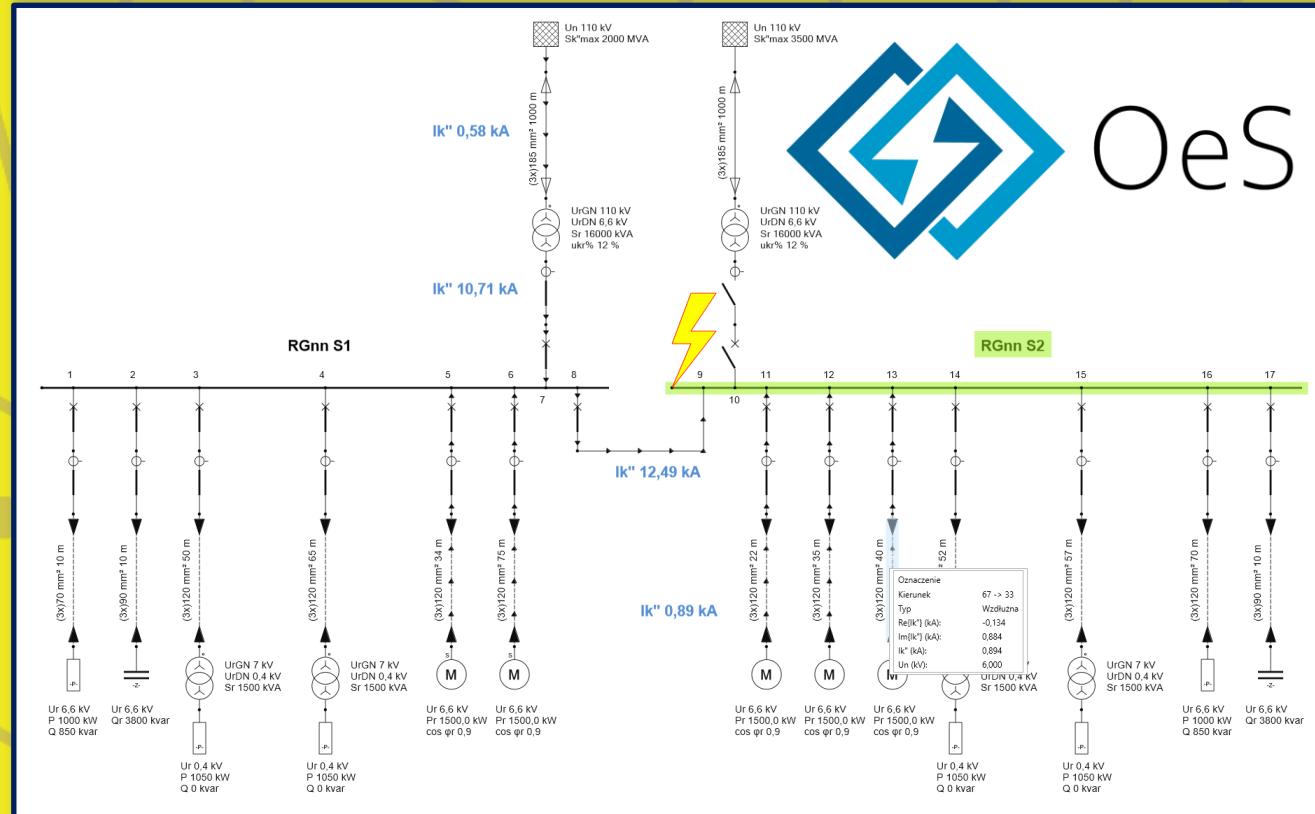 Un 110 kV
Sk"max 2000 MVA
Un 110 kV
Sk"max 3500 MVA
OeS
(3x)185 mm² 1000 m
(3x)185 mm² 1000 m
Ik" 0,58 kA
UrGN 110 kV
UrDN 6,6 kV
Sr 16000 kVA
ukr% 12 %
UrGN 110 kV
UrDN 6,6 kV
Sr 16000 kVA
ukr% 12 %
Ik" 10,71 kA
RGnn S1
RGnn S2
1
2
3
4
5
6
7
8
9
10
11
12
13
14
15
16
17
Ik" 12,49 kA
(3x)70 mm² 10 m
(3x)90 mm² 10 m
(3x)120 mm² 50 m
(3x)120 mm² 65 m
(3x)120 mm² 34 m
(3x)120 mm² 75 m
(3x)120 mm² 22 m
(3x)120 mm² 35 m
(3x)120 mm² 40 m
² 52 m
(3x)120 mm² 57 m
(3x)120 mm² 70 m
(3x)90 mm² 10 m
Ik" 0,89 kA
Oznaczenie
Kierunek 67 -> 33
Typ Wzdłużna
Re{Ik"} (kA): -0,134
Im{Ik"} (kA): 0,884
Ik" (kA): 0,894
Un (kV): 6,000
-P-
Ur 6,6 kV
P 1000 kW
Q 850 kvar
-Z-
Ur 6,6 kV
Qr 3800 kvar
UrGN 7 kV
UrDN 0,4 kV
Sr 1500 kVA
-P-
Ur 0,4 kV
P 1050 kW
Q 0 kvar
UrGN 7 kV
UrDN 0,4 kV
Sr 1500 kVA
-P-
Ur 0,4 kV
P 1050 kW
Q 0 kvar
s
M
Ur 6,6 kV
Pr 1500,0 kW
cos φr 0,9
s
M
Ur 6,6 kV
Pr 1500,0 kW
cos φr 0,9
M
Ur 6,6 kV
Pr 1500,0 kW
cos φr 0,9
M
Ur 6,6 kV
Pr 1500,0 kW
cos φr 0,9
M
Ur 6,6 kV
Pr 1500,0 kW
cos φr 0,9
UrDN 0,4 kV
Sr 1500 kVA
-P-
Ur 0,4 kV
P 1050 kW
Q 0 kvar
UrGN 7 kV
UrDN 0,4 kV
Sr 1500 kVA
-P-
Ur 0,4 kV
P 1050 kW
Q 0 kvar
-P-
Ur 6,6 kV
P 1000 kW
Q 850 kvar
-Z-
Ur 6,6 kV
Qr 3800 kvar